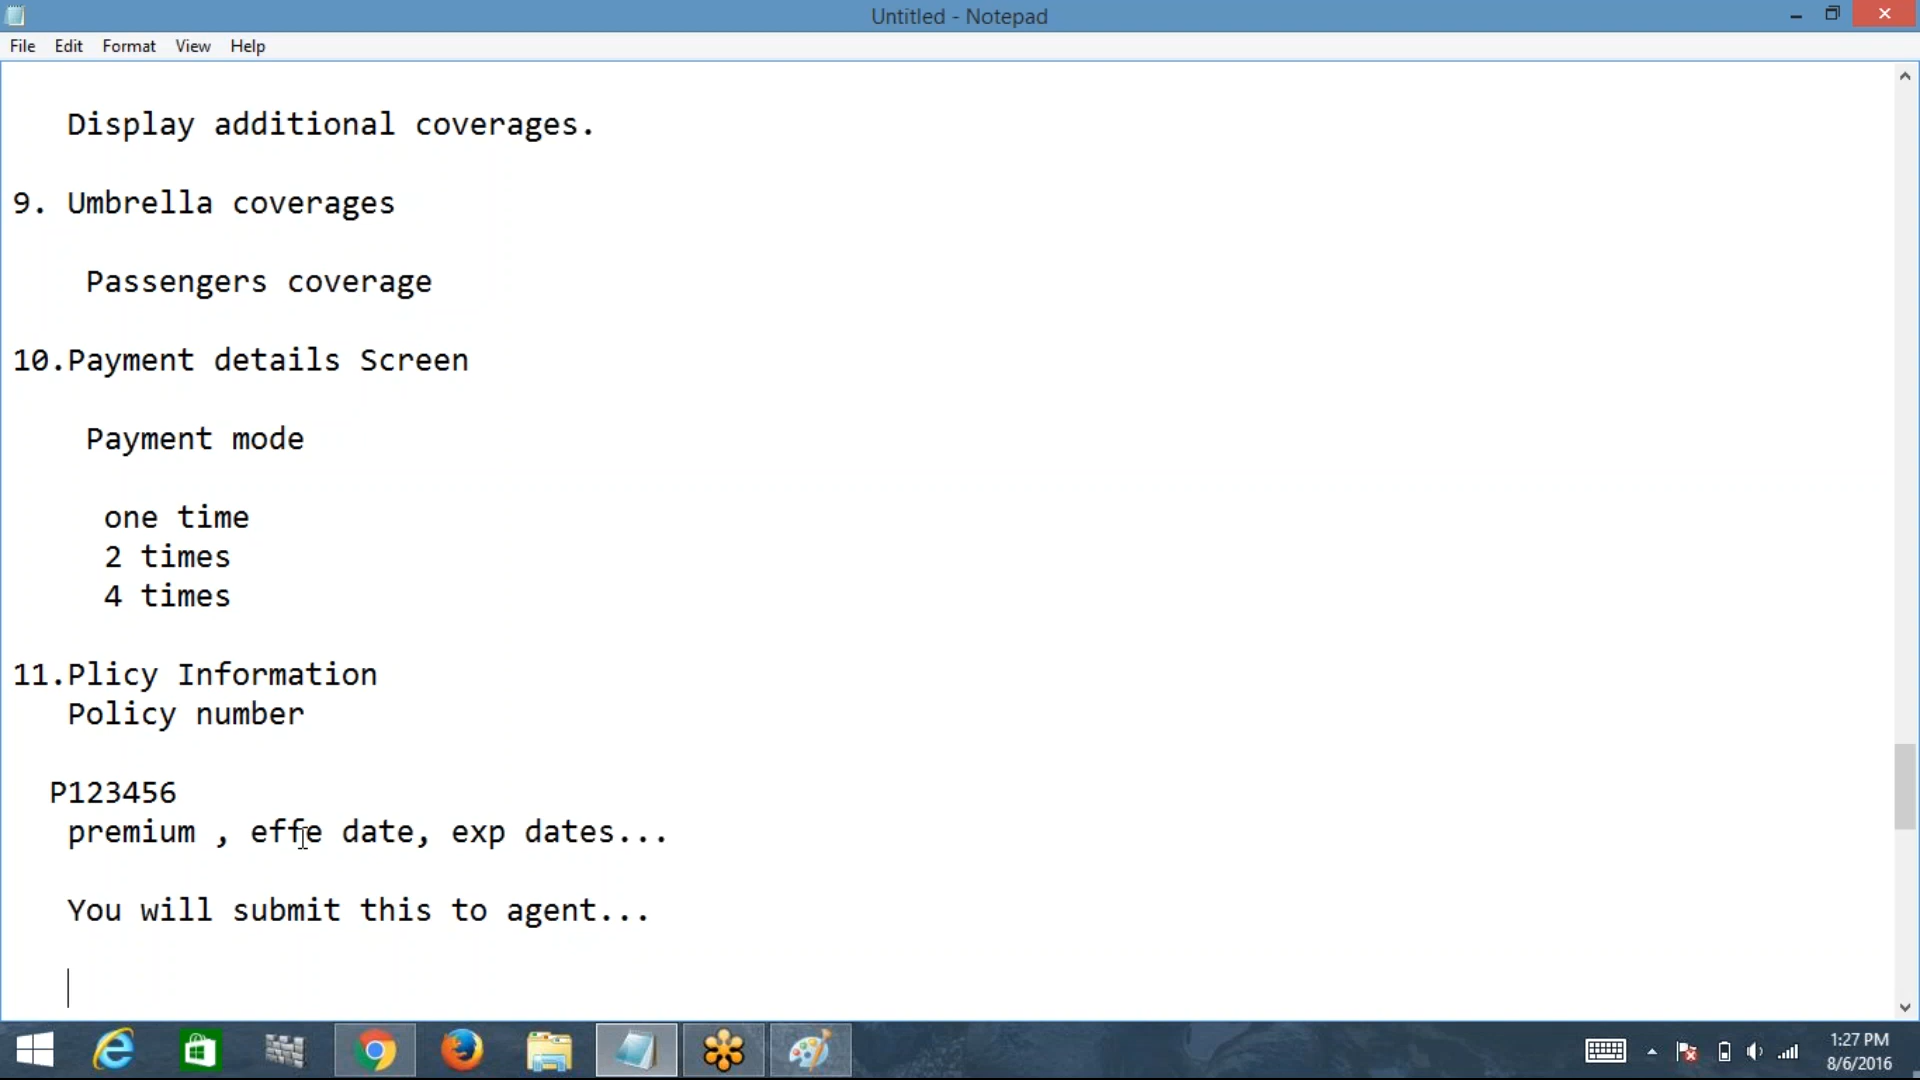 Untitled - Notepad
File Edit Format View Help
Display additional coverages.
9. Umbrella coverages
Passengers coverage
10.Payment details Screen
Payment mode
one time
2 times
4 times
11.Plicy Information
Policy number
P123456
premium , effe date, exp dates...
You will submit this to agent...
1:27 PM
8/6/2016